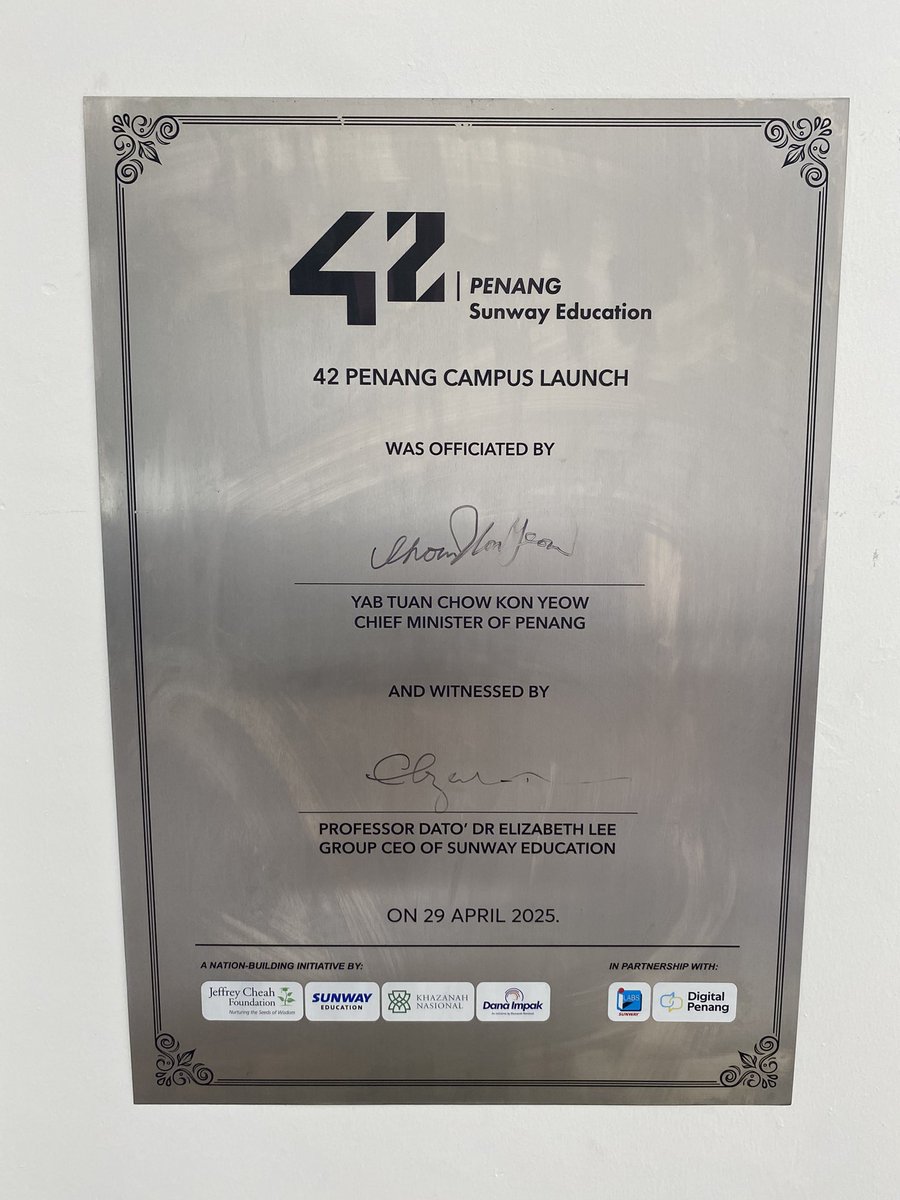 42 | PENANG
Sunway Education
42 PENANG CAMPUS LAUNCH
WAS OFFICIATED BY
Chow Kon Yeow
YAB TUAN CHOW KON YEOW
CHIEF MINISTER OF PENANG
AND WITNESSED BY
PROFESSOR DATO' DR ELIZABETH LEE
GROUP CEO OF SUNWAY EDUCATION
ON 29 APRIL 2025.
A NATION-BUILDING INITIATIVE BY:
Jeffrey Cheah
Foundation
Nurturing the Seeds of Wisdom
SUNWAY
EDUCATION
KHAZANAH
NASIONAL
Dana Impak
IN PARTNERSHIP WITH:
LABS
SUNWAY
Digital
Penang